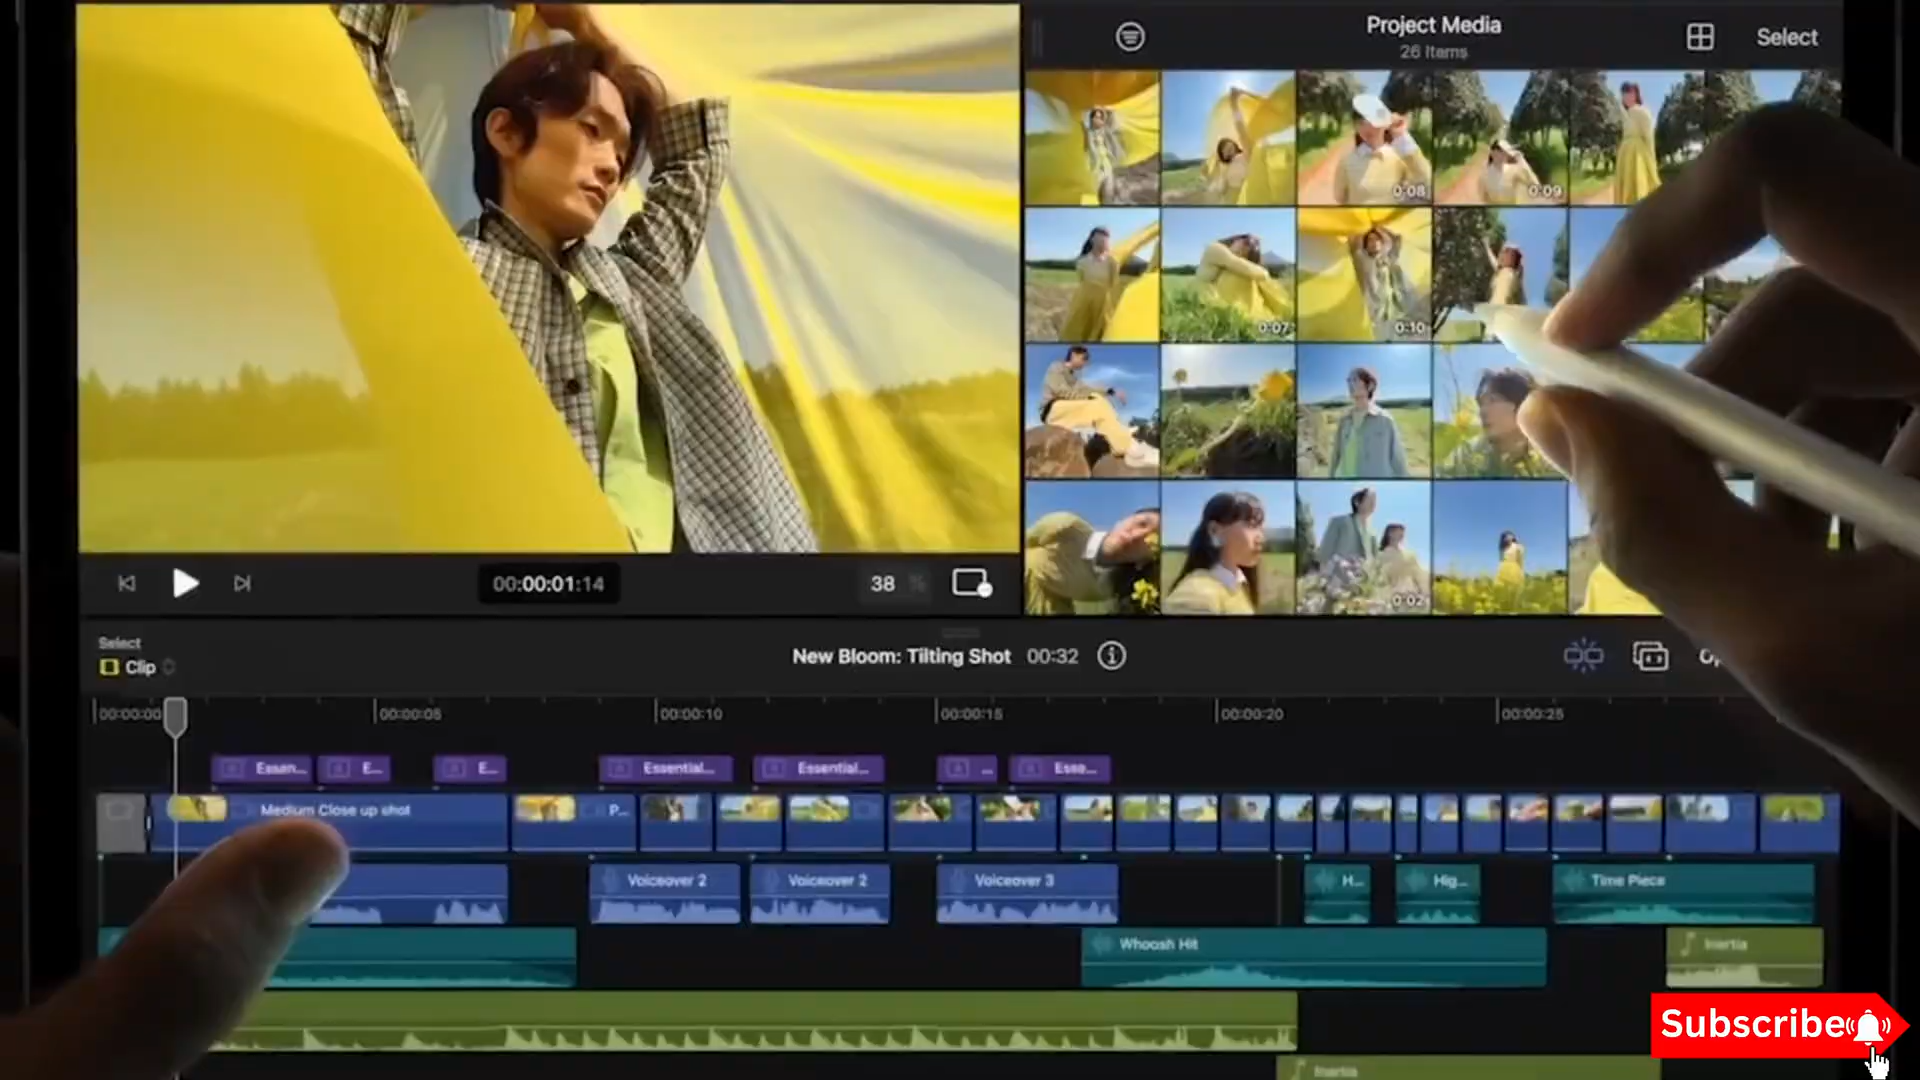 Project Media
26 Items
Select
0:08
0:09
0:07
0:10
0:02
00:00:01:14
38 %
Select
Clip
New Bloom: Tilting Shot 00:32
00:00:00
00:00:05
00:00:10
00:00:15
00:00:20
00:00:25
Essen...
E...
E...
Essential...
Essential...
...
Esse...
Medium Close up shot
P...
Voiceover 2
Voiceover 2
Voiceover 3
H...
Hig...
Time Piece
Whoosh Hit
Inertia
Subscribe
Inertia